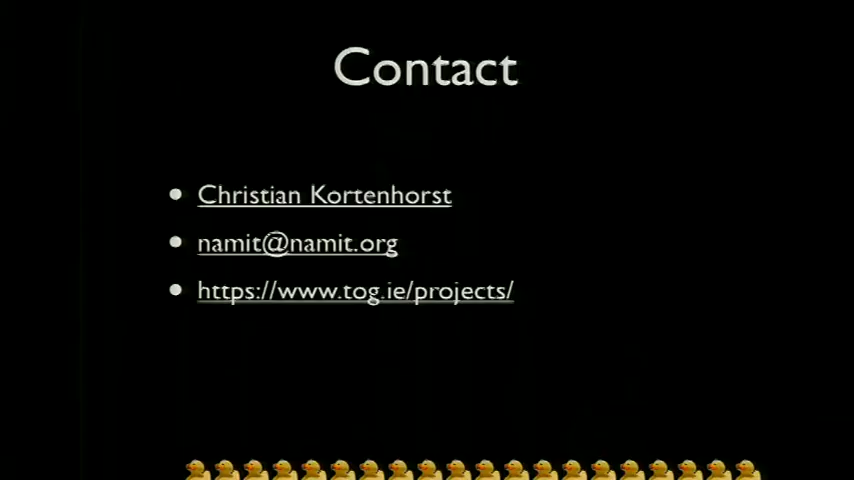 Contact
• Christian Kortenhorst
• namit@namit.org
• https://www.tog.ie/projects/